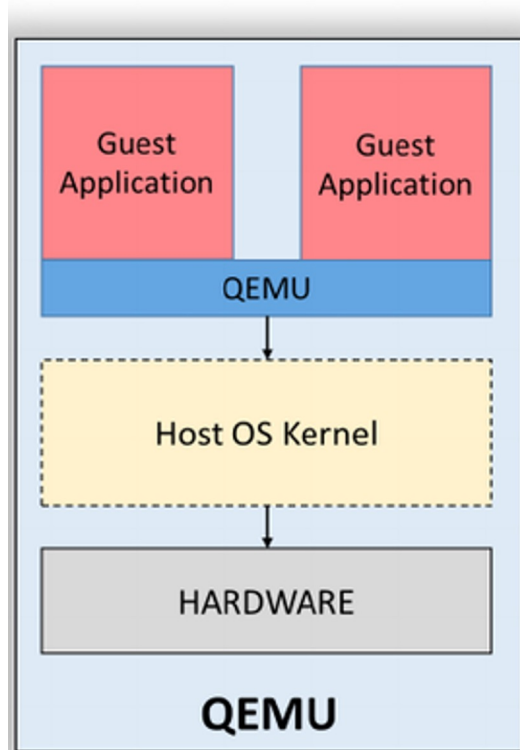 Guest
Application
Guest
Application
QEMU
Host OS Kernel
HARDWARE
QEMU